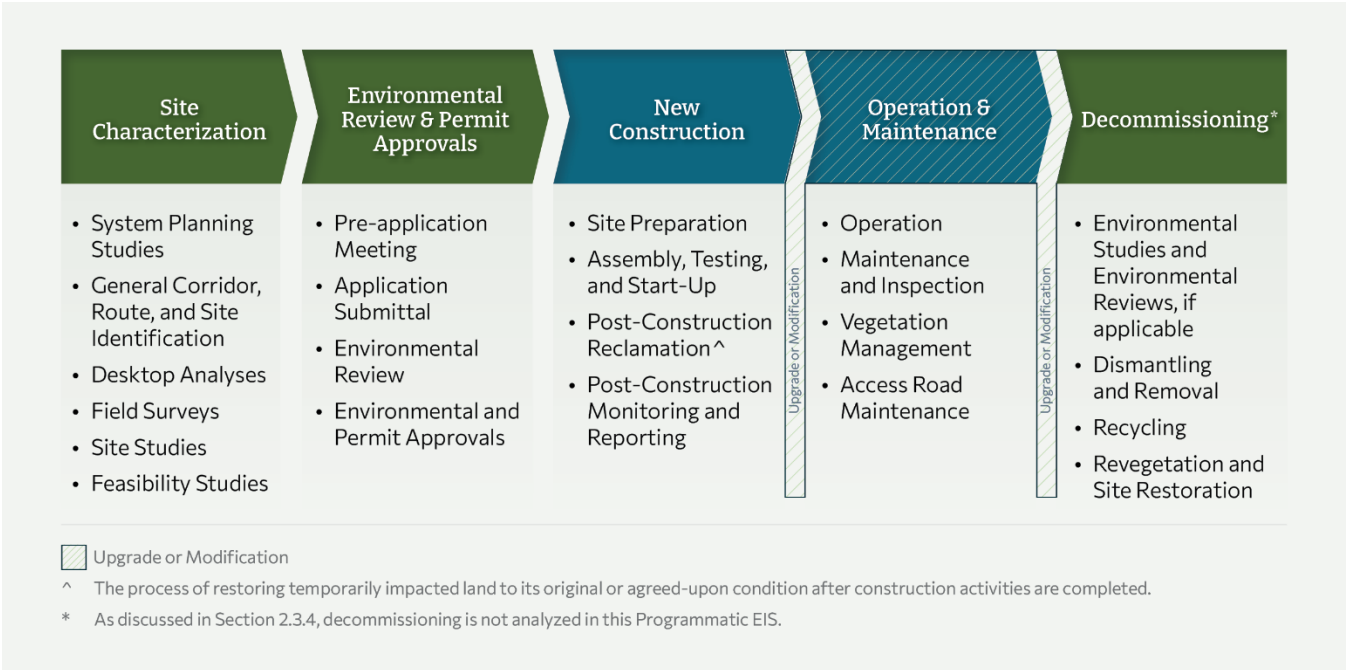 Site
Characterization
Environmental
Review & Permit
Approvals
New
Construction
Operation &
Maintenance
Decommissioning*
• System Planning
Studies
• General Corridor,
Route, and Site
Identification
• Desktop Analyses
• Field Surveys
• Site Studies
• Feasibility Studies
• Pre-application
Meeting
• Application
Submittal
• Environmental
Review
• Environmental and
Permit Approvals
• Site Preparation
• Assembly, Testing,
and Start-Up
• Post-Construction
Reclamation^
• Post-Construction
Monitoring and
Reporting
Upgrade or Modification
• Operation
• Maintenance
and Inspection
• Vegetation
Management
• Access Road
Maintenance
Upgrade or Modification
• Environmental
Studies and
Environmental
Reviews, if
applicable
• Dismantling
and Removal
• Recycling
• Revegetation and
Site Restoration
Upgrade or Modification
^ The process of restoring temporarily impacted land to its original or agreed-upon condition after construction activities are completed.
* As discussed in Section 2.3.4, decommissioning is not analyzed in this Programmatic EIS.